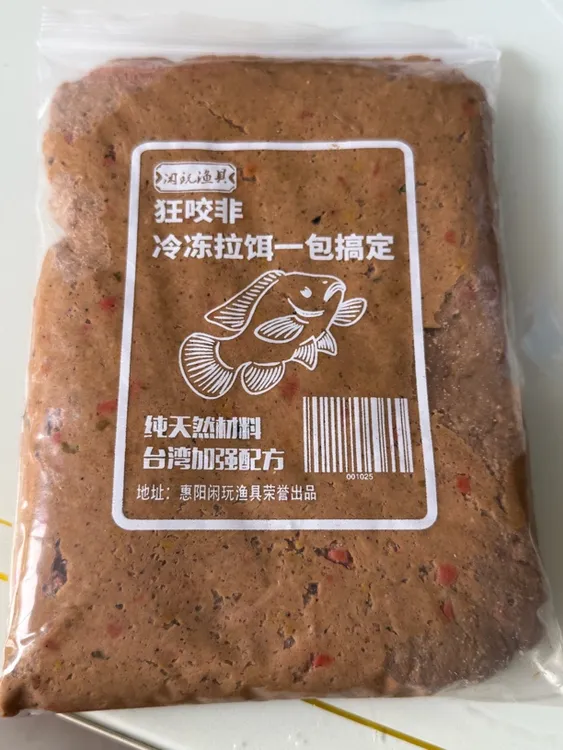 闲玩渔具
狂咬非
冷冻拉饵一包搞定
纯天然材料
台湾加强配方
001025
地址：惠阳闲玩渔具荣誉出品